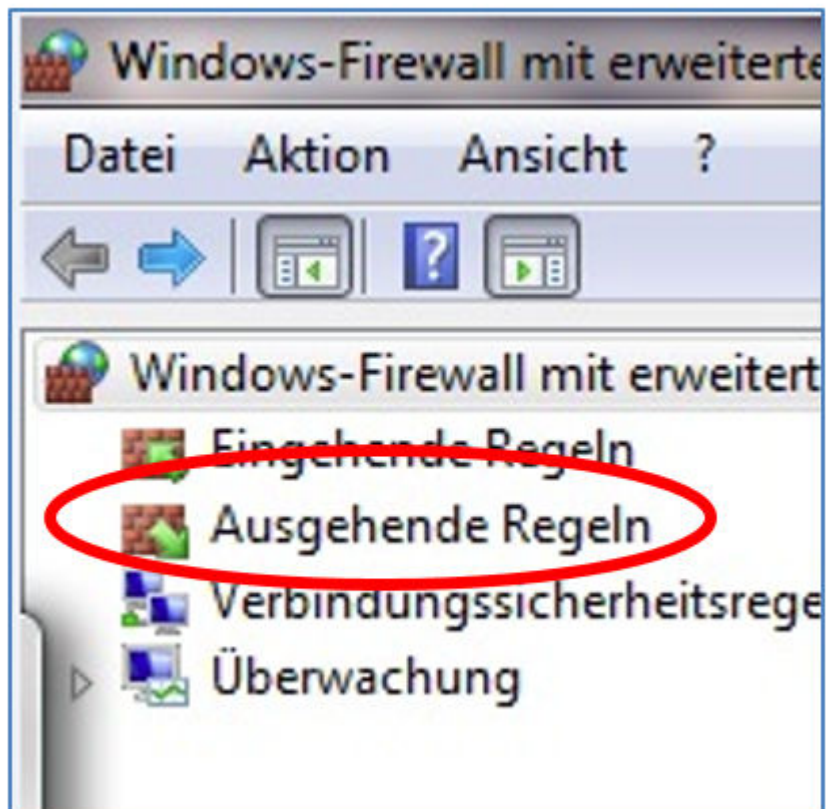 Windows-Firewall mit erweiterte
Datei Aktion Ansicht ?
?
Windows-Firewall mit erweitert
Eingehende Regeln
Ausgehende Regeln
Verbindungssicherheitsrege
Überwachung